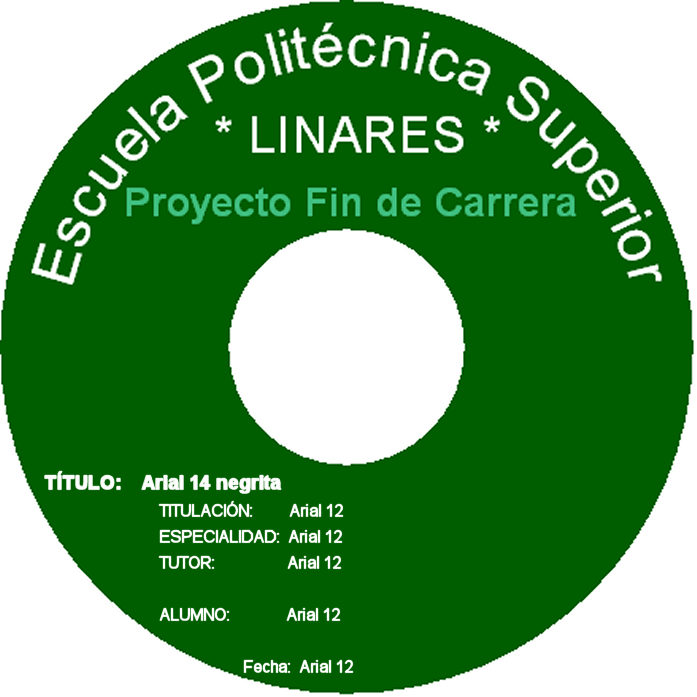 Escuela Politécnica Superior
* LINARES *
Proyecto Fin de Carrera
TÍTULO: Arial 14 negrita
TITULACIÓN: Arial 12
ESPECIALIDAD: Arial 12
TUTOR: Arial 12
ALUMNO: Arial 12
Fecha: Arial 12